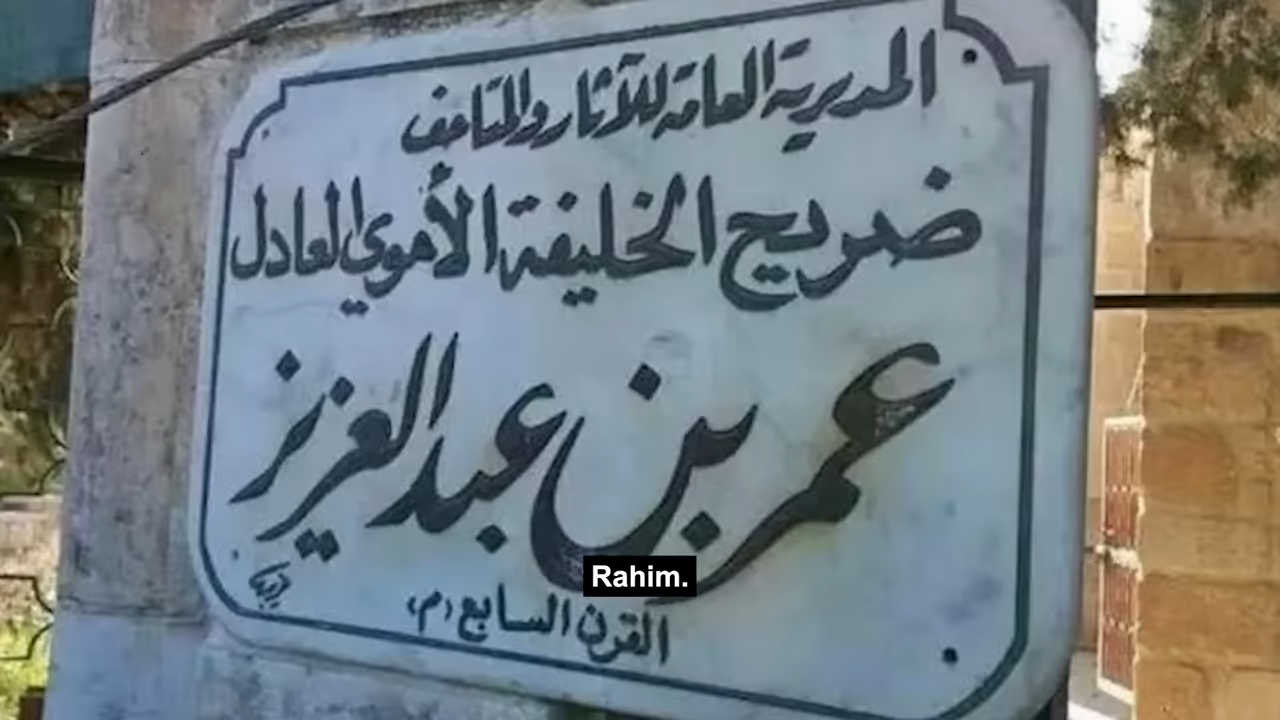 المديرية العامة للآثار والمتاحف
ضريح الخليفة الأموي العادل
عمر بن عبد العزيز
Rahim.
القرن السابع (م)